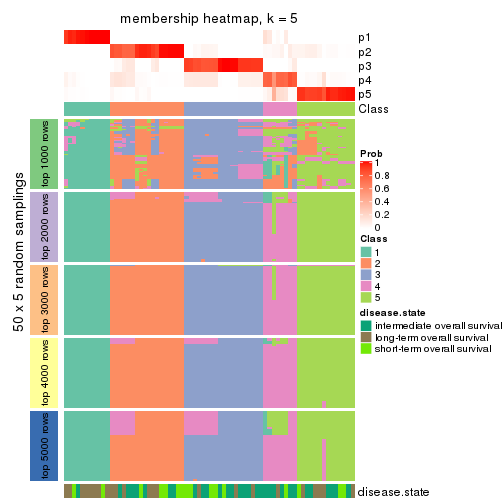 membership heatmap, k = 5
p1
p2
p3
p4
p5
Class
50 x 5 random samplings
top 1000 rows
top 2000 rows
top 3000 rows
top 4000 rows
top 5000 rows
Prob
1
0.8
0.6
0.4
0.2
0
Class
1
2
3
4
5
disease.state
intermediate overall survival
long-term overall survival
short-term overall survival
disease.state